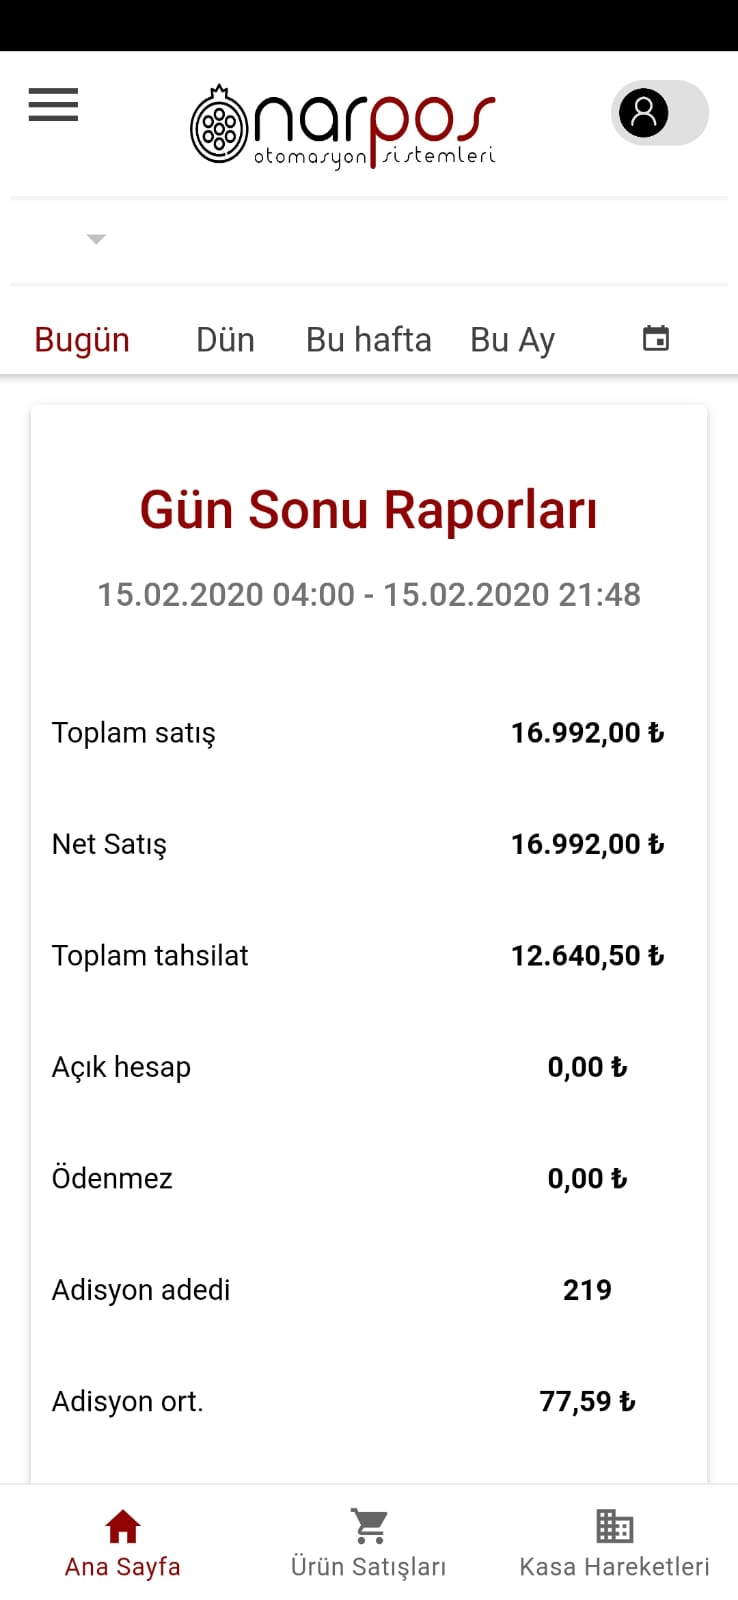 narpos
otomasyon sistemleri
Bugün Dün Bu hafta Bu Ay
Gün Sonu Raporları
15.02.2020 04:00 - 15.02.2020 21:48
Toplam satış 16.992,00 ₺
Net Satış 16.992,00 ₺
Toplam tahsilat 12.640,50 ₺
Açık hesap 0,00 ₺
Ödenmez 0,00 ₺
Adisyon adedi 219
Adisyon ort. 77,59 ₺
Ana Sayfa Ürün Satışları Kasa Hareketleri